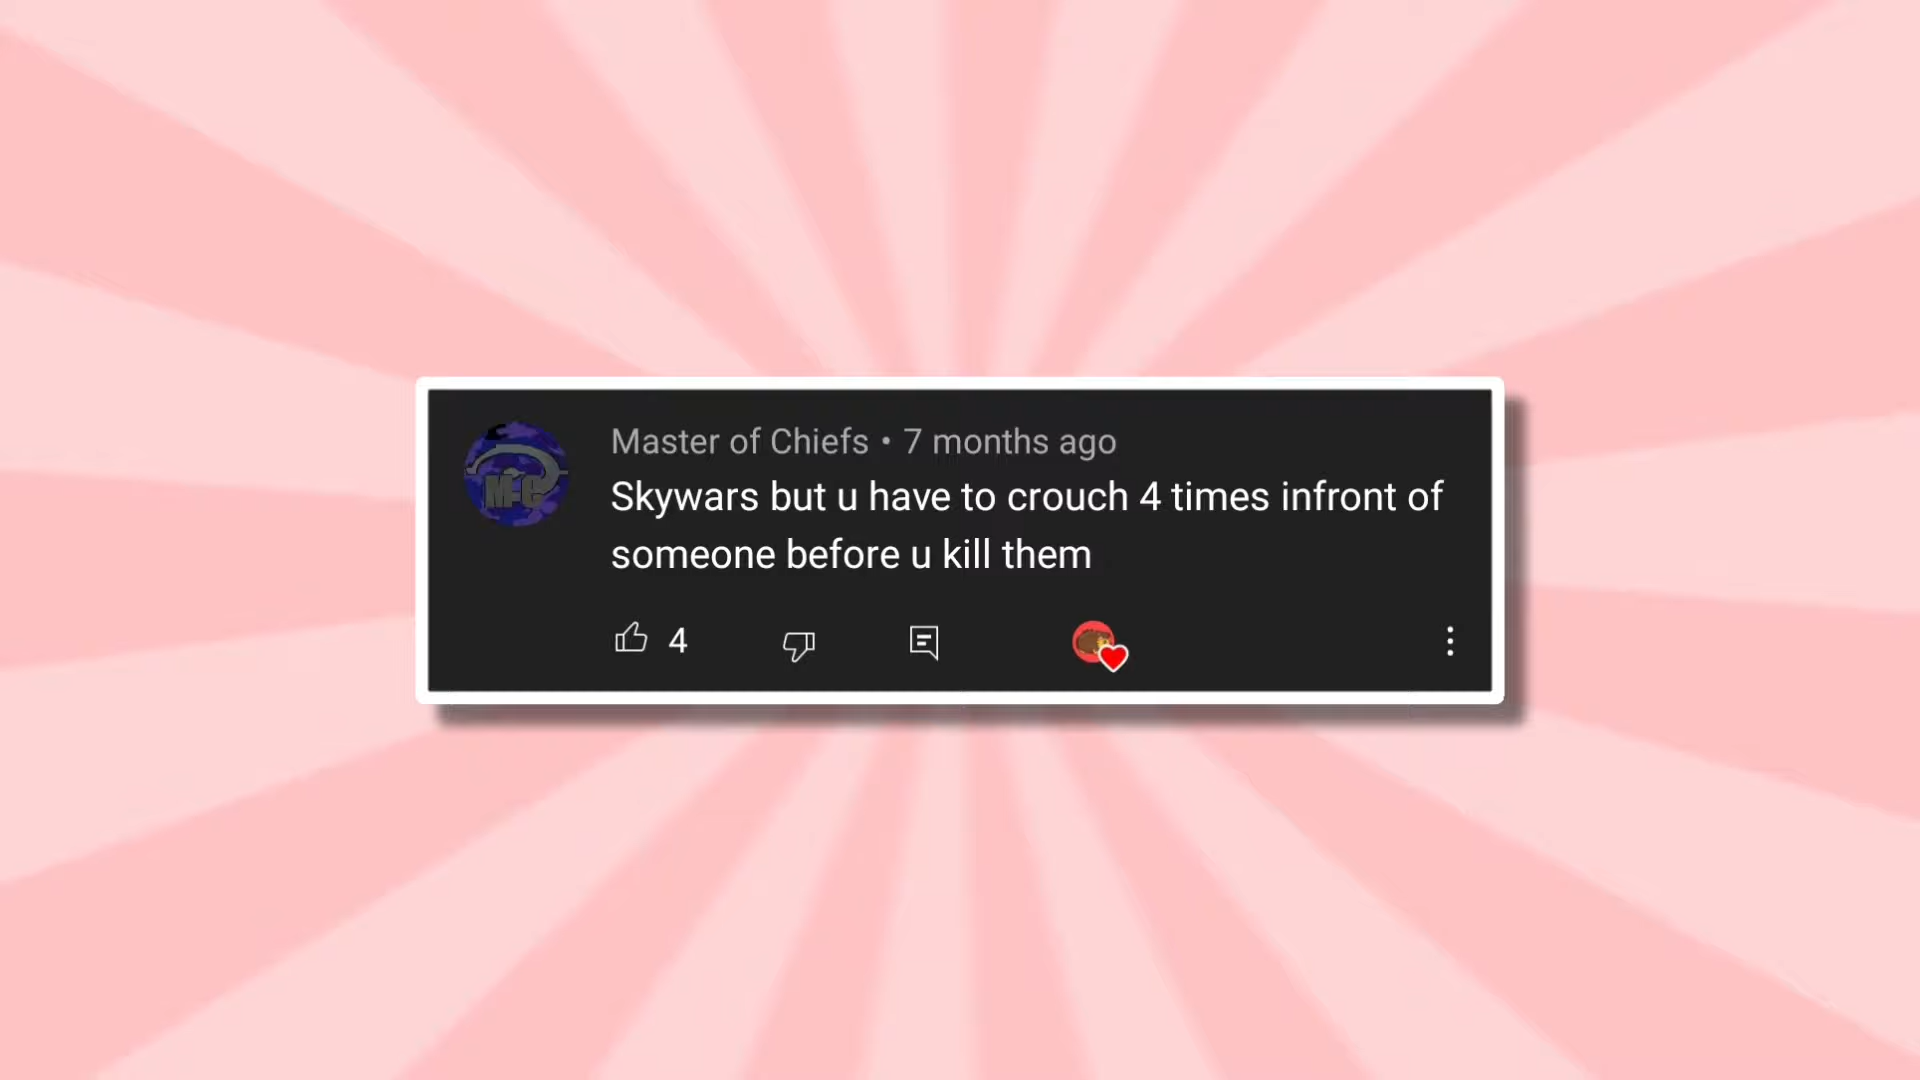 Master of Chiefs • 7 months ago
Skywars but u have to crouch 4 times infront of
someone before u kill them
4